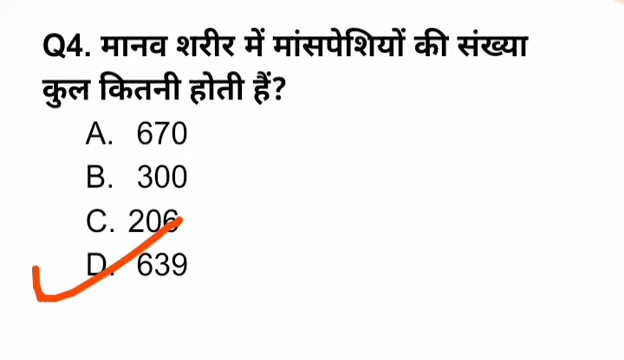 Q4. मानव शरीर में मांसपेशियों की संख्या
कुल कितनी होती हैं?
A. 670
B. 300
C. 206
D. 639